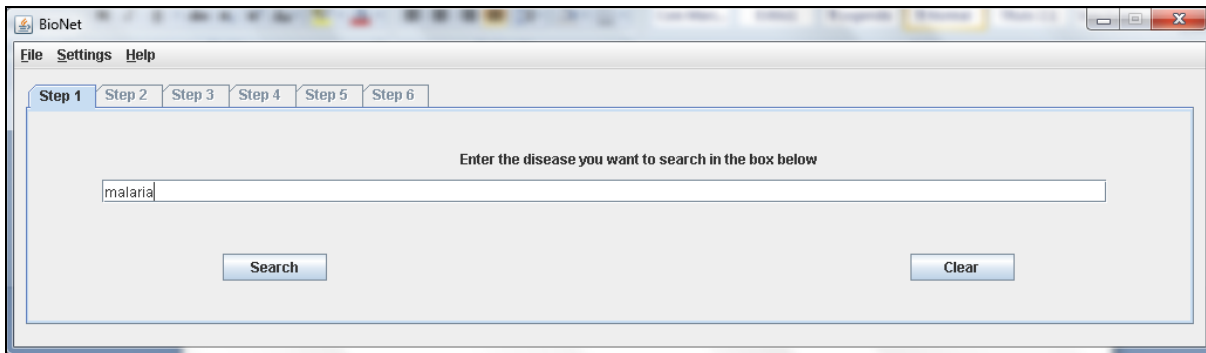 BioNet
File Settings Help
Step 1 Step 2 Step 3 Step 4 Step 5 Step 6
Enter the disease you want to search in the box below
malaria
Search Clear